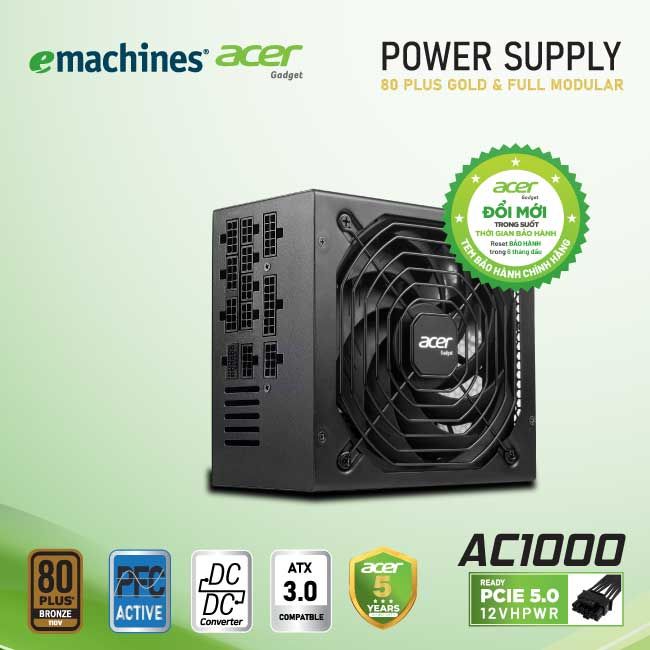 emachines® acer
Gadget
POWER SUPPLY
80 PLUS GOLD & FULL MODULAR
acer
Gadget
ĐỔI MỚI
TRONG SUỐT
THỜI GIAN BẢO HÀNH
Reset BẢO HÀNH
trong 6 tháng đầu
TEM BẢO HÀNH CHÍNH HÃNG
acer
Gadget
AC1000
80
PLUS®
BRONZE
PFC
ACTIVE
DC
DC
Converter
ATX
3.0
COMPATBLE
acer
5
YEARS
READY
PCIE 5.0
12VHPWR